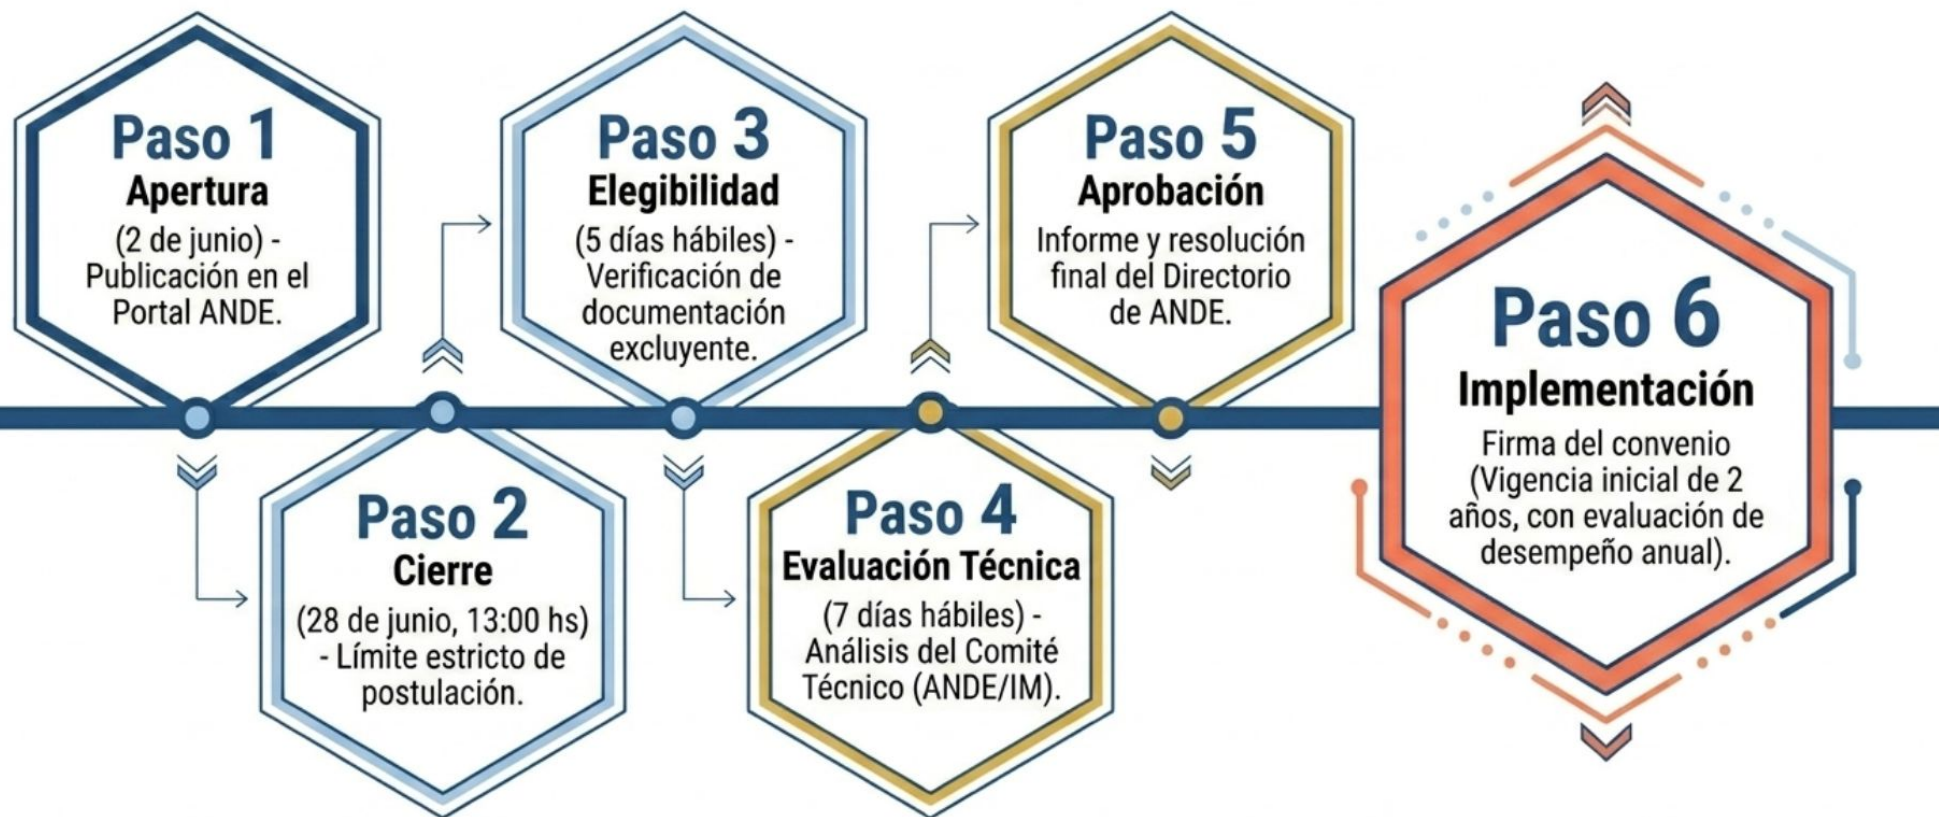 Paso 1
Apertura
(2 de junio) -
Publicación en el
Portal ANDE.
Paso 2
Cierre
(28 de junio, 13:00 hs)
- Límite estricto de
postulación.
Paso 3
Elegibilidad
(5 días hábiles) -
Verificación de
documentación
excluyente.
Paso 4
Evaluación Técnica
(7 días hábiles) -
Análisis del Comité
Técnico (ANDE/IM).
Paso 5
Aprobación
Informe y resolución
final del Directorio
de ANDE.
Paso 6
Implementación
Firma del convenio
(Vigencia inicial de 2
años, con evaluación de
desempeño anual).